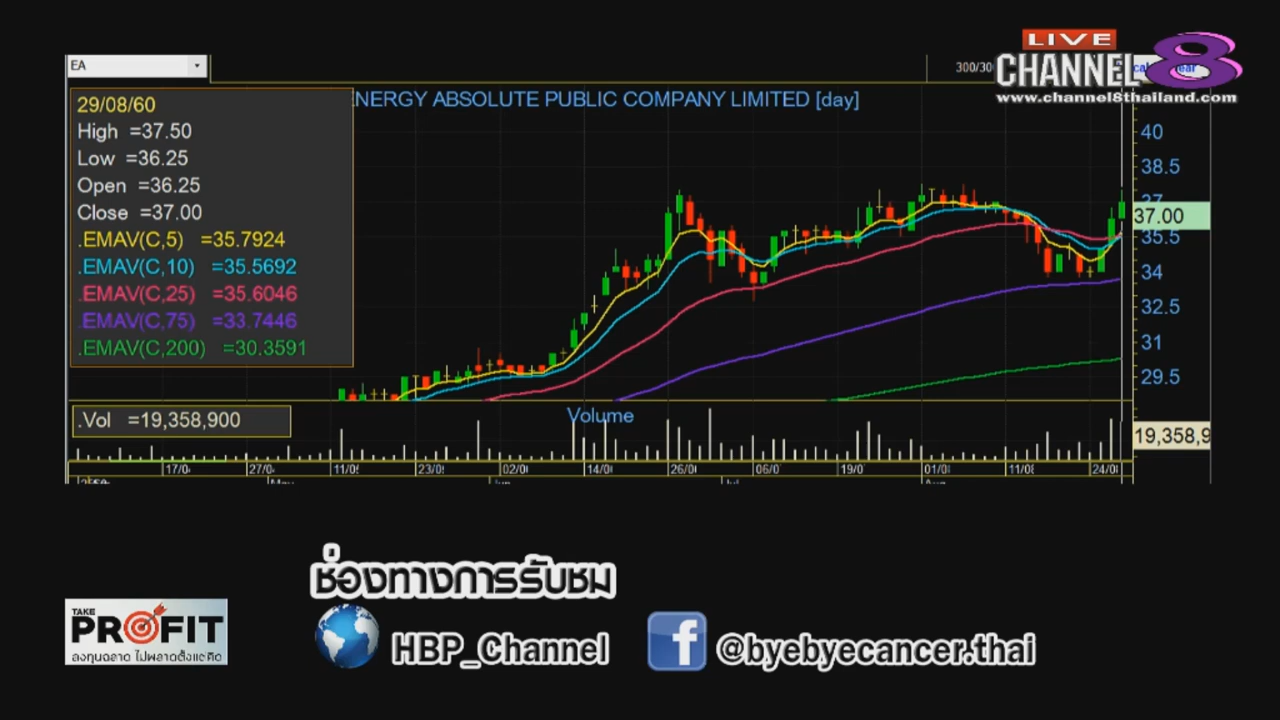 LIVE
CHANNEL 8
www.channel8thailand.com
EA
300/30
ENERGY ABSOLUTE PUBLIC COMPANY LIMITED [day]
29/08/60
High =37.50
Low =36.25
Open =36.25
Close =37.00
.EMAV(C,5) =35.7924
.EMAV(C,10) =35.5692
.EMAV(C,25) =35.6046
.EMAV(C,75) =33.7446
.EMAV(C,200) =30.3591
40
38.5
37
37.00
35.5
34
32.5
31
29.5
.Vol =19,358,900
Volume
19,358,9
17/0 27/0 11/0 23/0 02/0 14/0 26/0 06/0 19/0 01/0 11/0 24/0
ช่องทางการรับชม
TAKE
PROFIT
ลงทุนฉลาด ไม่พลาดตั้งแต่คิด
HBP_Channel
@byebyecancer.thai